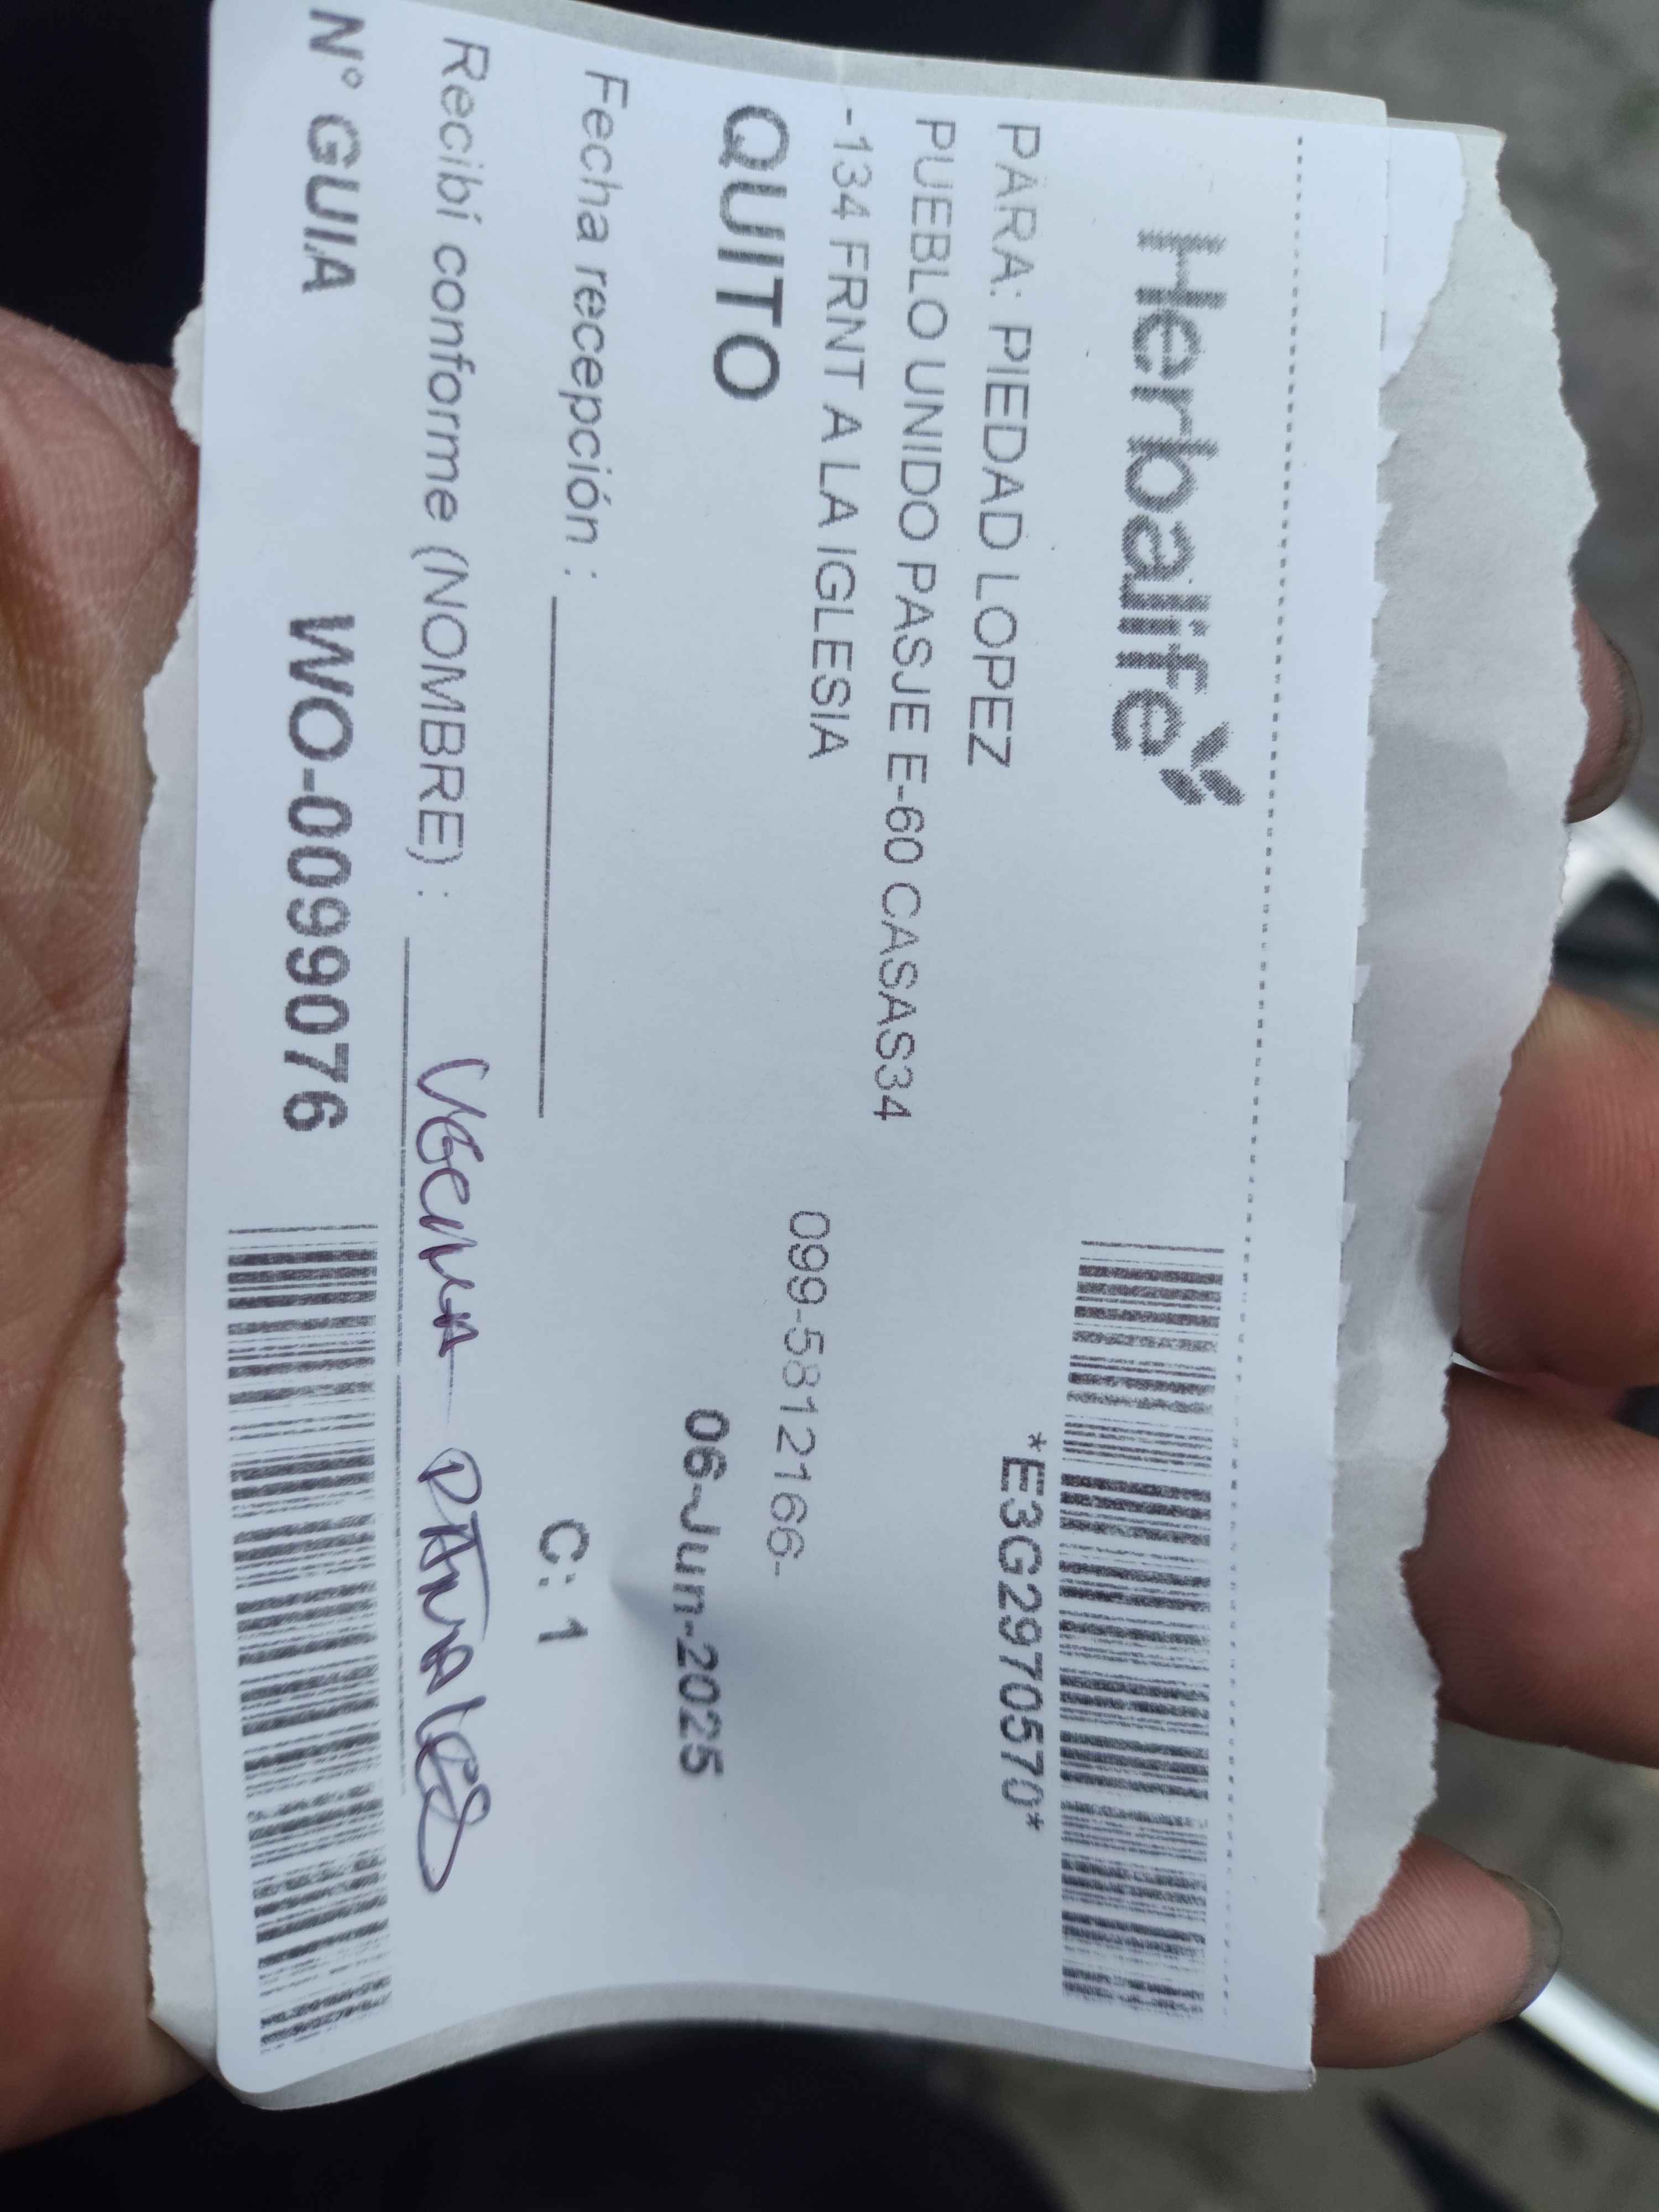 Herbalife
*E3G2970570*
PARA: PIEDAD LOPEZ
PUEBLO UNIDO PASJE E-60 CASAS34
-134 FRNT A LA IGLESIA
099-5812166-
QUITO
06-Jun-2025
Fecha recepción :
C: 1
Recibí conforme (NOMBRE) :
N° GUIA WO-0099076